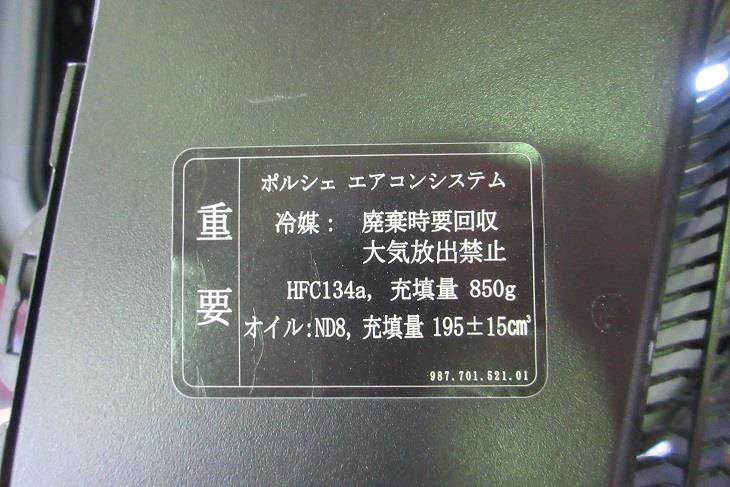 重要
ポルシェ エアコンシステム
冷媒: 廃棄時要回収
大気放出禁止
HFC134a, 充填量 850g
オイル:ND8, 充填量 195±15cm³
987.701.521.01